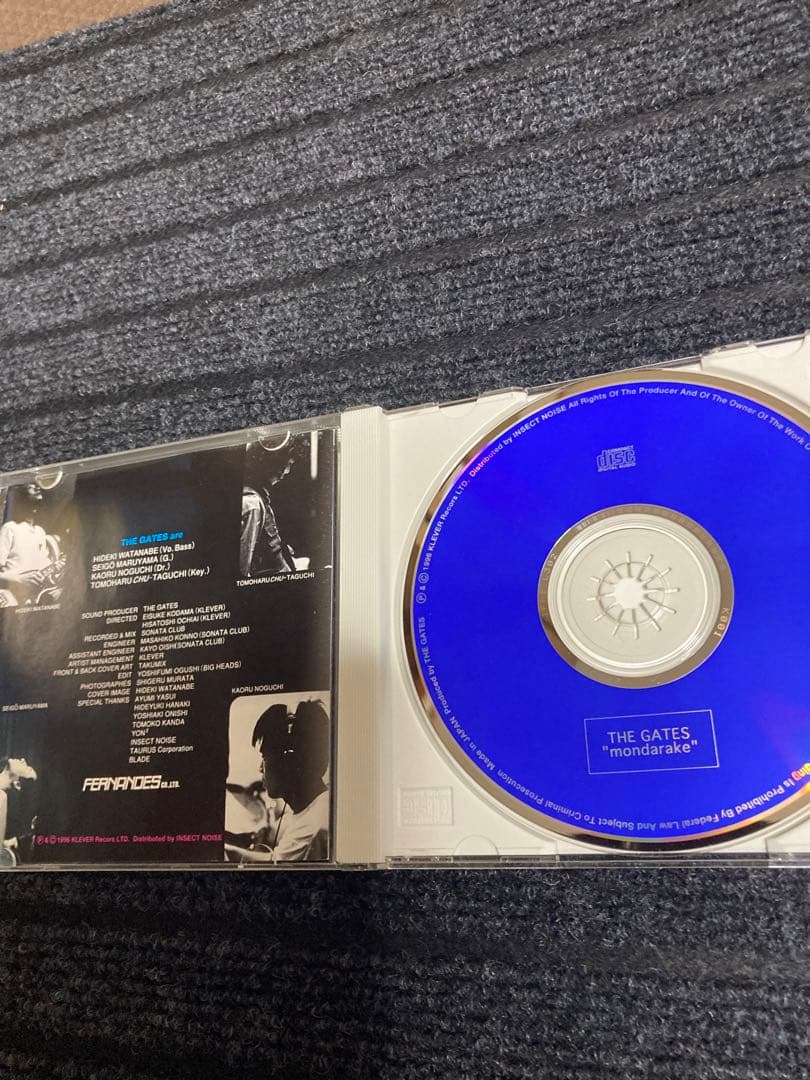 THE GATES are
HIDEKI WATANABE (Vo. Bass)
SEIGŌ MARUYAMA (G.)
KAORU NOGUCHI (Dr.)
TOMOHARU CHU-TAGUCHI (Key.)
HIDEKI WATANABE
TOMOHARU CHU-TAGUCHI
SOUND PRODUCER THE GATES
DIRECTED EISUKE KODAMA (KLEVER)
HISATOSHI OCHIAI (KLEVER)
RECORDED & MIX SONATA CLUB
ENGINEER MASAHIKO KONNO (SONATA CLUB)
ASSISTANT ENGINEER KAYO OISHI (SONATA CLUB)
ARTIST MANAGEMENT KLEVER
FRONT & BACK COVER ART TAKUMIX
EDIT YOSHIFUMI OGUSHI (BIG HEADS)
PHOTOGRAPHES SHIGERU MURATA
COVER IMAGE HIDEKI WATANABE
SPECIAL THANKS AYUMI YASUI
HIDEYUKI HANAKI
YOSHIAKI ONISHI
TOMOKO KANDA
YON²
INSECT NOISE
TAURUS Corporation
BLADE
SEIGŌ MARUYAMA
KAORU NOGUCHI
FERNANDES CO.,LTD.
℗ & © 1996 KLEVER Recors LTD. Distributed by INSECT NOISE
COMPACT
disc
DIGITAL AUDIO
℗ & © 1996 KLEVER Recors LTD. Distributed by INSECT NOISE All Rights Of The Producer And Of The Owner Of The Work
Is Prohibited By Federal Law And Subject To Criminal Prosecution Made in JAPAN Produced by THE GATES
K001
THE GATES
"mondarake"